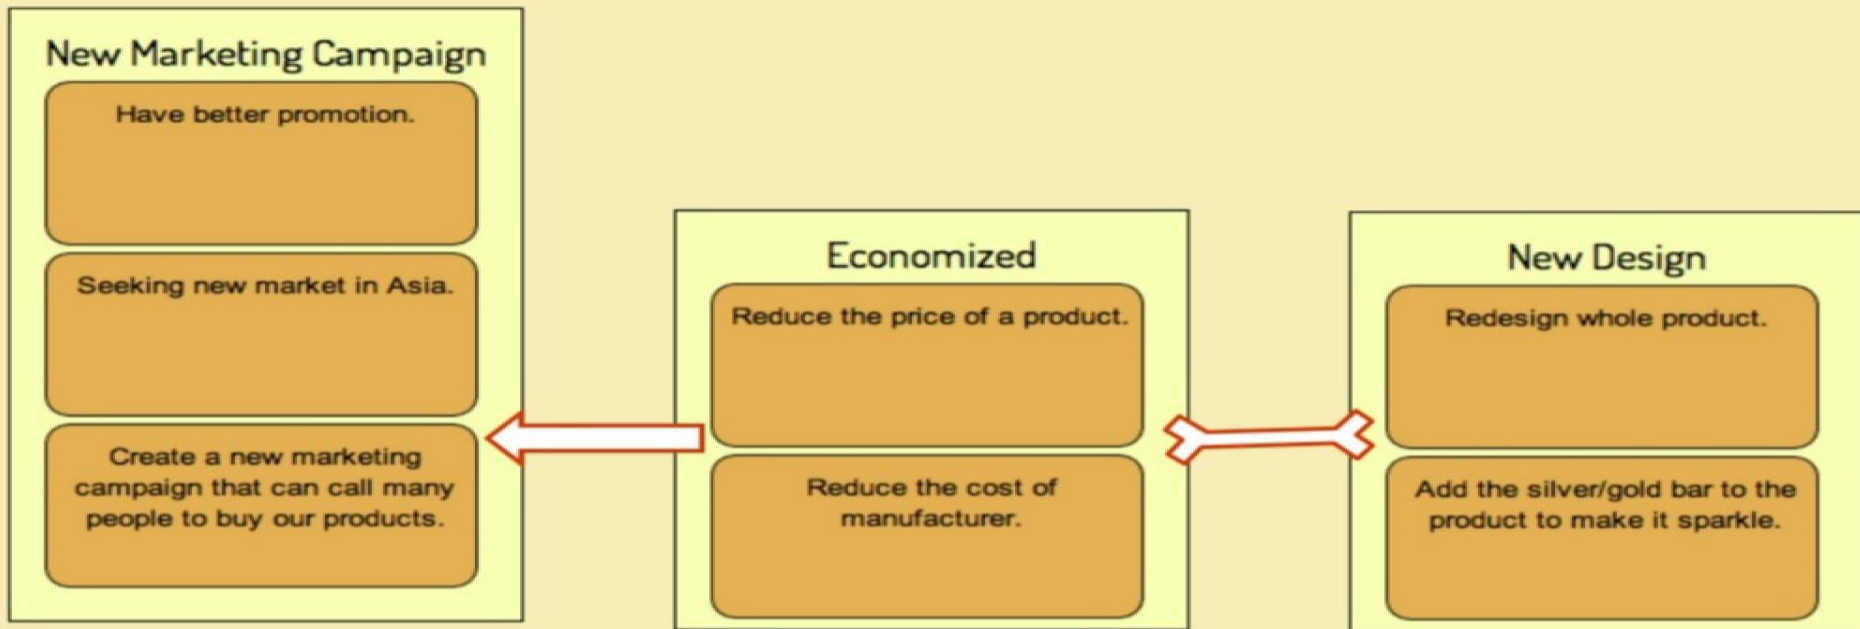 New Marketing Campaign
Have better promotion.
Seeking new market in Asia.
Create a new marketing
campaign that can call many
people to buy our products.
Economized
Reduce the price of a product.
Reduce the cost of
manufacturer.
New Design
Redesign whole product.
Add the silver/gold bar to the
product to make it sparkle.